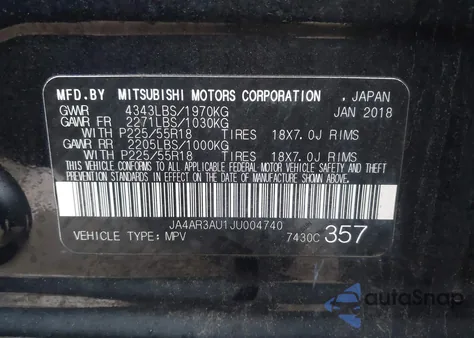 MFD.BY MITSUBISHI MOTORS CORPORATION , JAPAN
GWR 4343LBS/1970KG JAN 2018
GAWR FR 2271LBS/1030KG
WITH P225/55R18 TIRES 18X7.0J RIMS
GAWR RR 2205LBS/1000KG
WITH P225/55R18 TIRES 18X7.0J RIMS
THIS VEHICLE CONFORMS TO ALL APPLICABLE FEDERAL MOTOR VEHICLE SAFETY, BUMPER, AND THEFT
PREVENTION STANDARDS IN EFFECT ON THE DATE OF MANUFACTURE SHOWN ABOVE.
JA4AR3AU1JU004740
VEHICLE TYPE: MPV 7430C 357
autoSnap